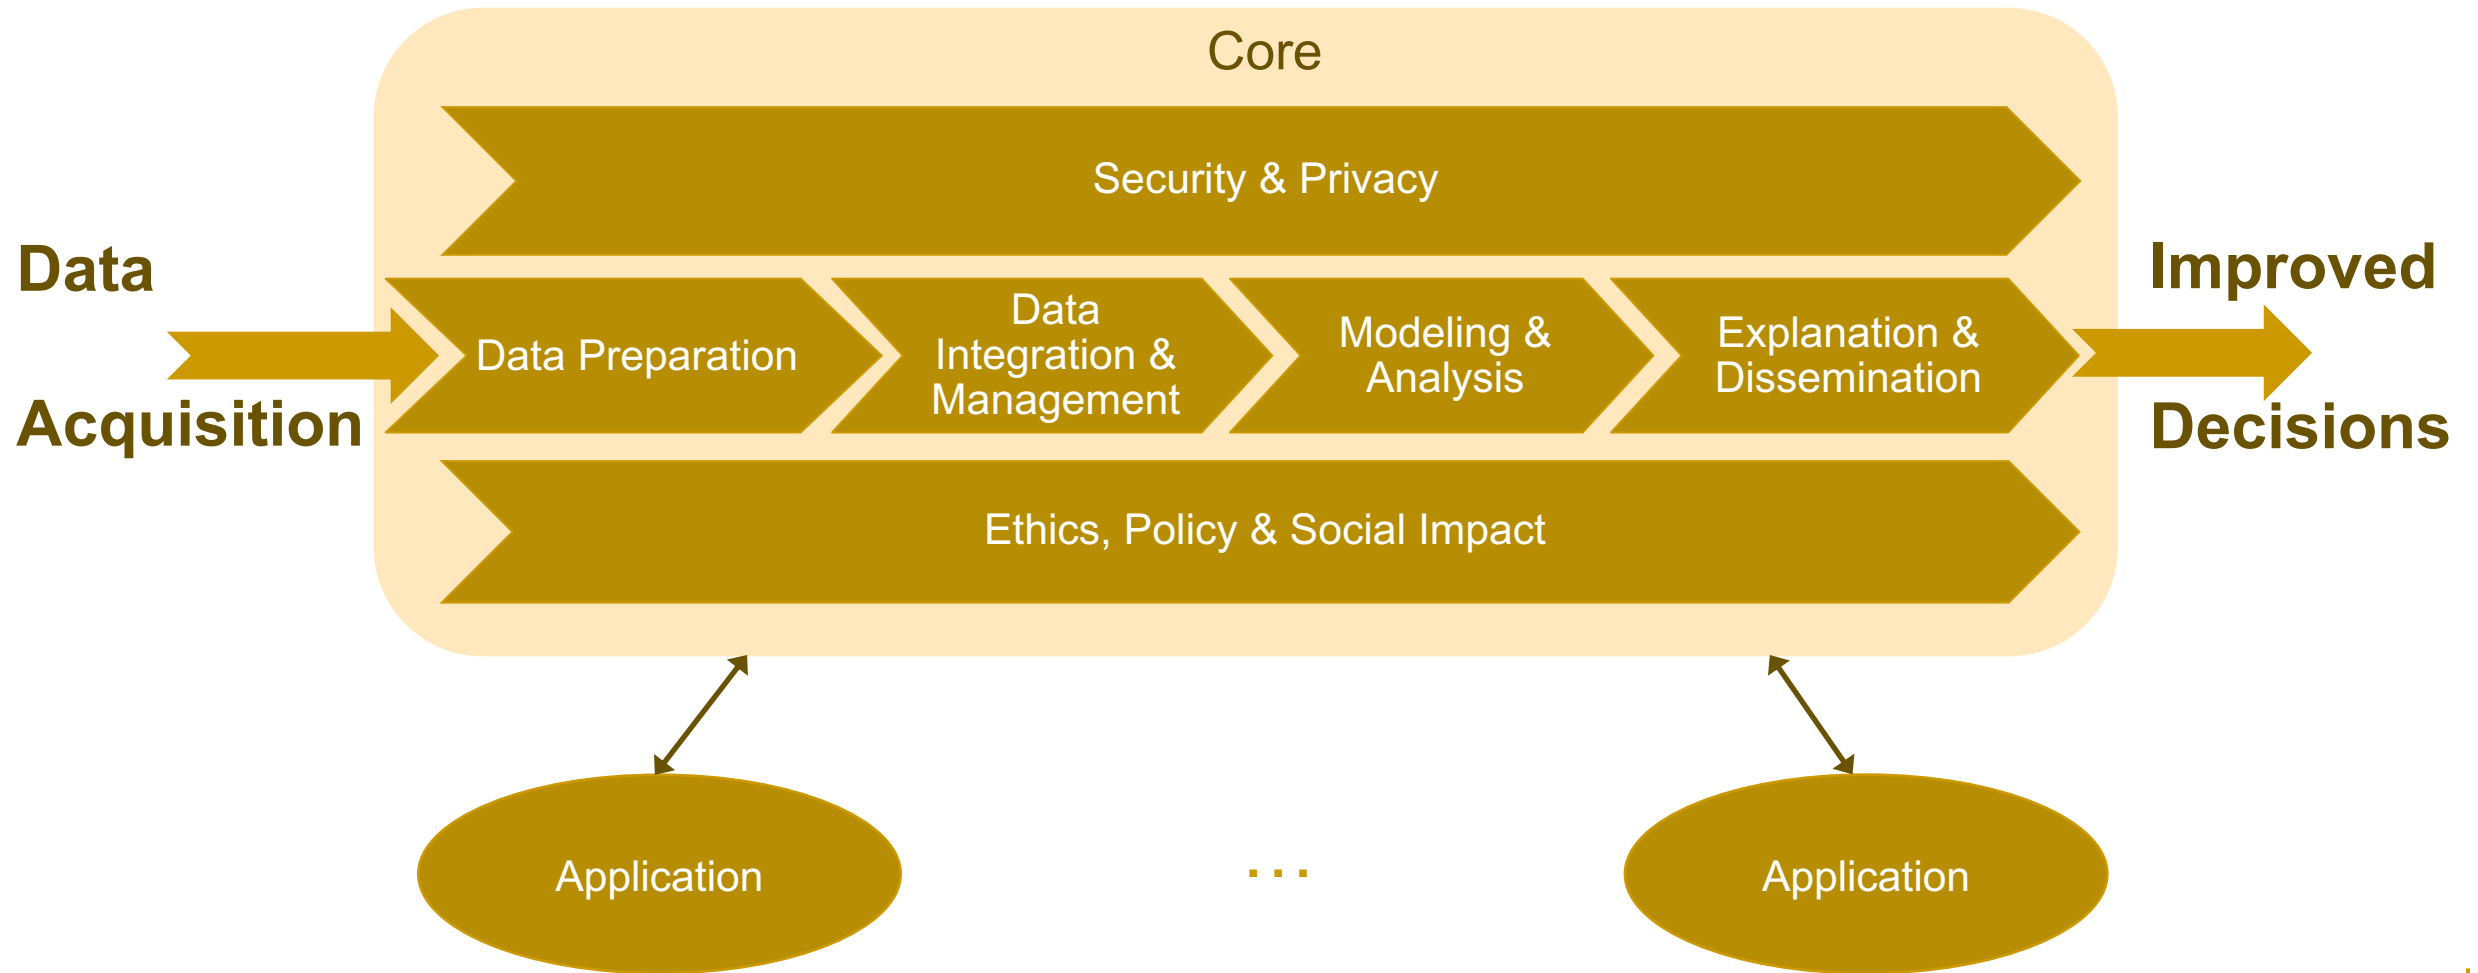 Core
Security & Privacy
Data
Acquisition
Data Preparation
Data
Integration &
Management
Modeling &
Analysis
Explanation &
Dissemination
Improved
Decisions
Ethics, Policy & Social Impact
Application
...
Application